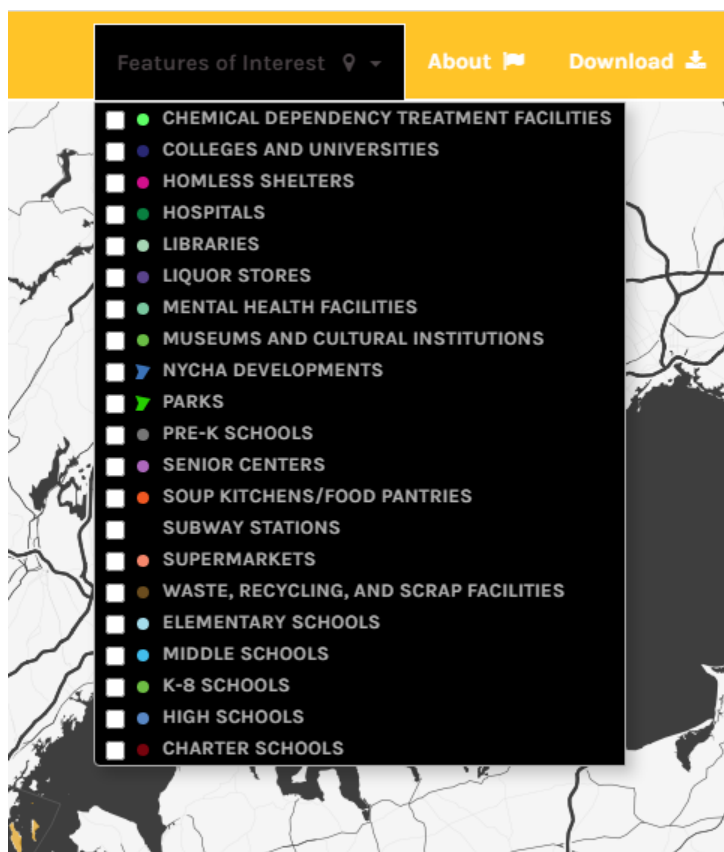 Features of Interest About Download
CHEMICAL DEPENDENCY TREATMENT FACILITIES
COLLEGES AND UNIVERSITIES
HOMLESS SHELTERS
HOSPITALS
LIBRARIES
LIQUOR STORES
MENTAL HEALTH FACILITIES
MUSEUMS AND CULTURAL INSTITUTIONS
NYCHA DEVELOPMENTS
PARKS
PRE-K SCHOOLS
SENIOR CENTERS
SOUP KITCHENS/FOOD PANTRIES
SUBWAY STATIONS
SUPERMARKETS
WASTE, RECYCLING, AND SCRAP FACILITIES
ELEMENTARY SCHOOLS
MIDDLE SCHOOLS
K-8 SCHOOLS
HIGH SCHOOLS
CHARTER SCHOOLS